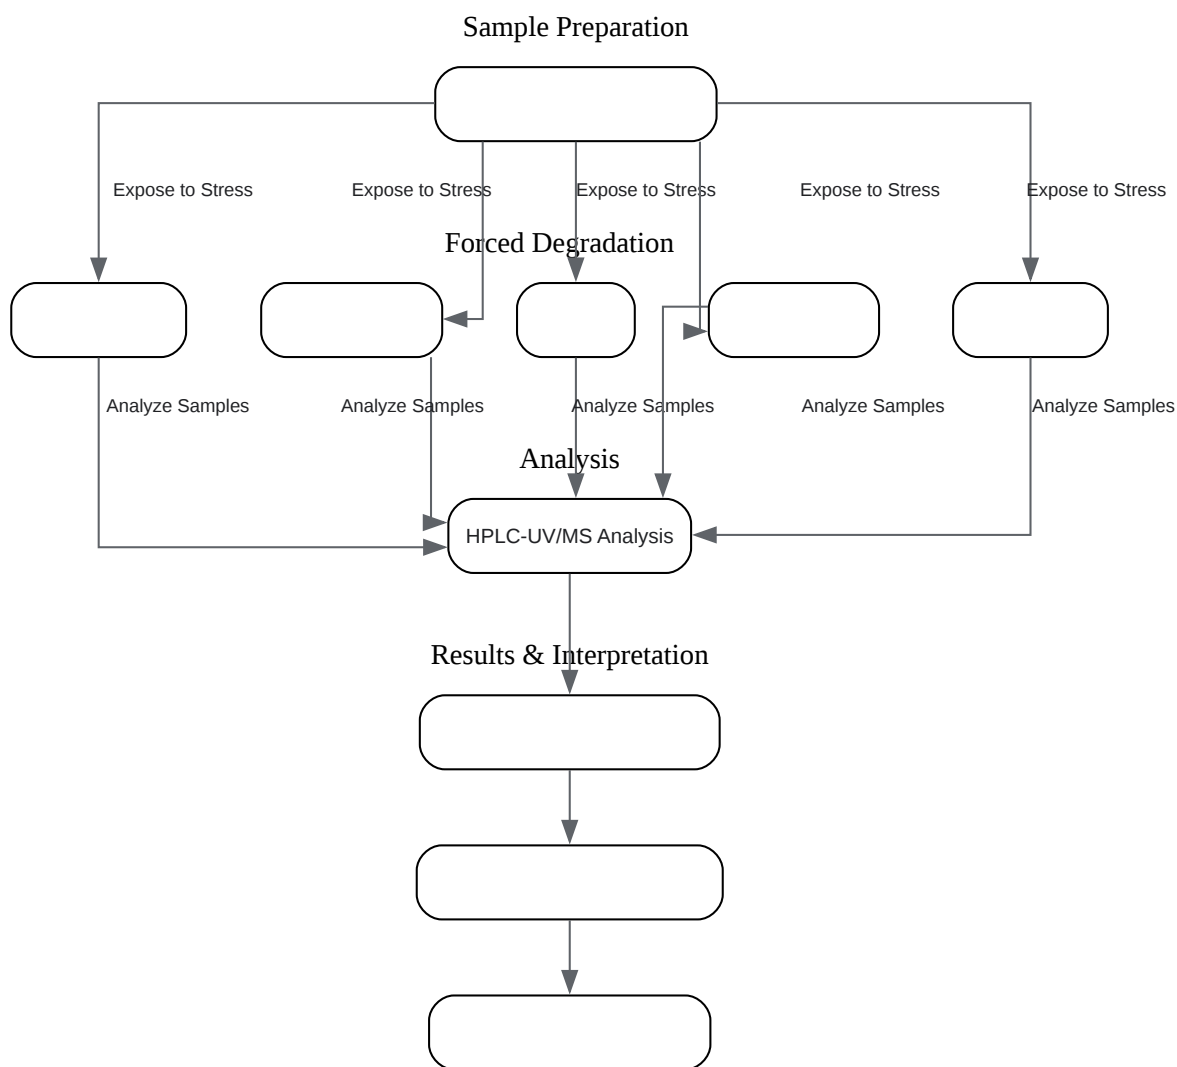 Sample Preparation
Expose to Stress
Expose to Stress
Expose to Stress
Expose to Stress
Expose to Stress
Forced Degradation
Analyze Samples
Analyze Samples
Analyze Samples
Analyze Samples
Analyze Samples
Analysis
HPLC-UV/MS Analysis
Results & Interpretation